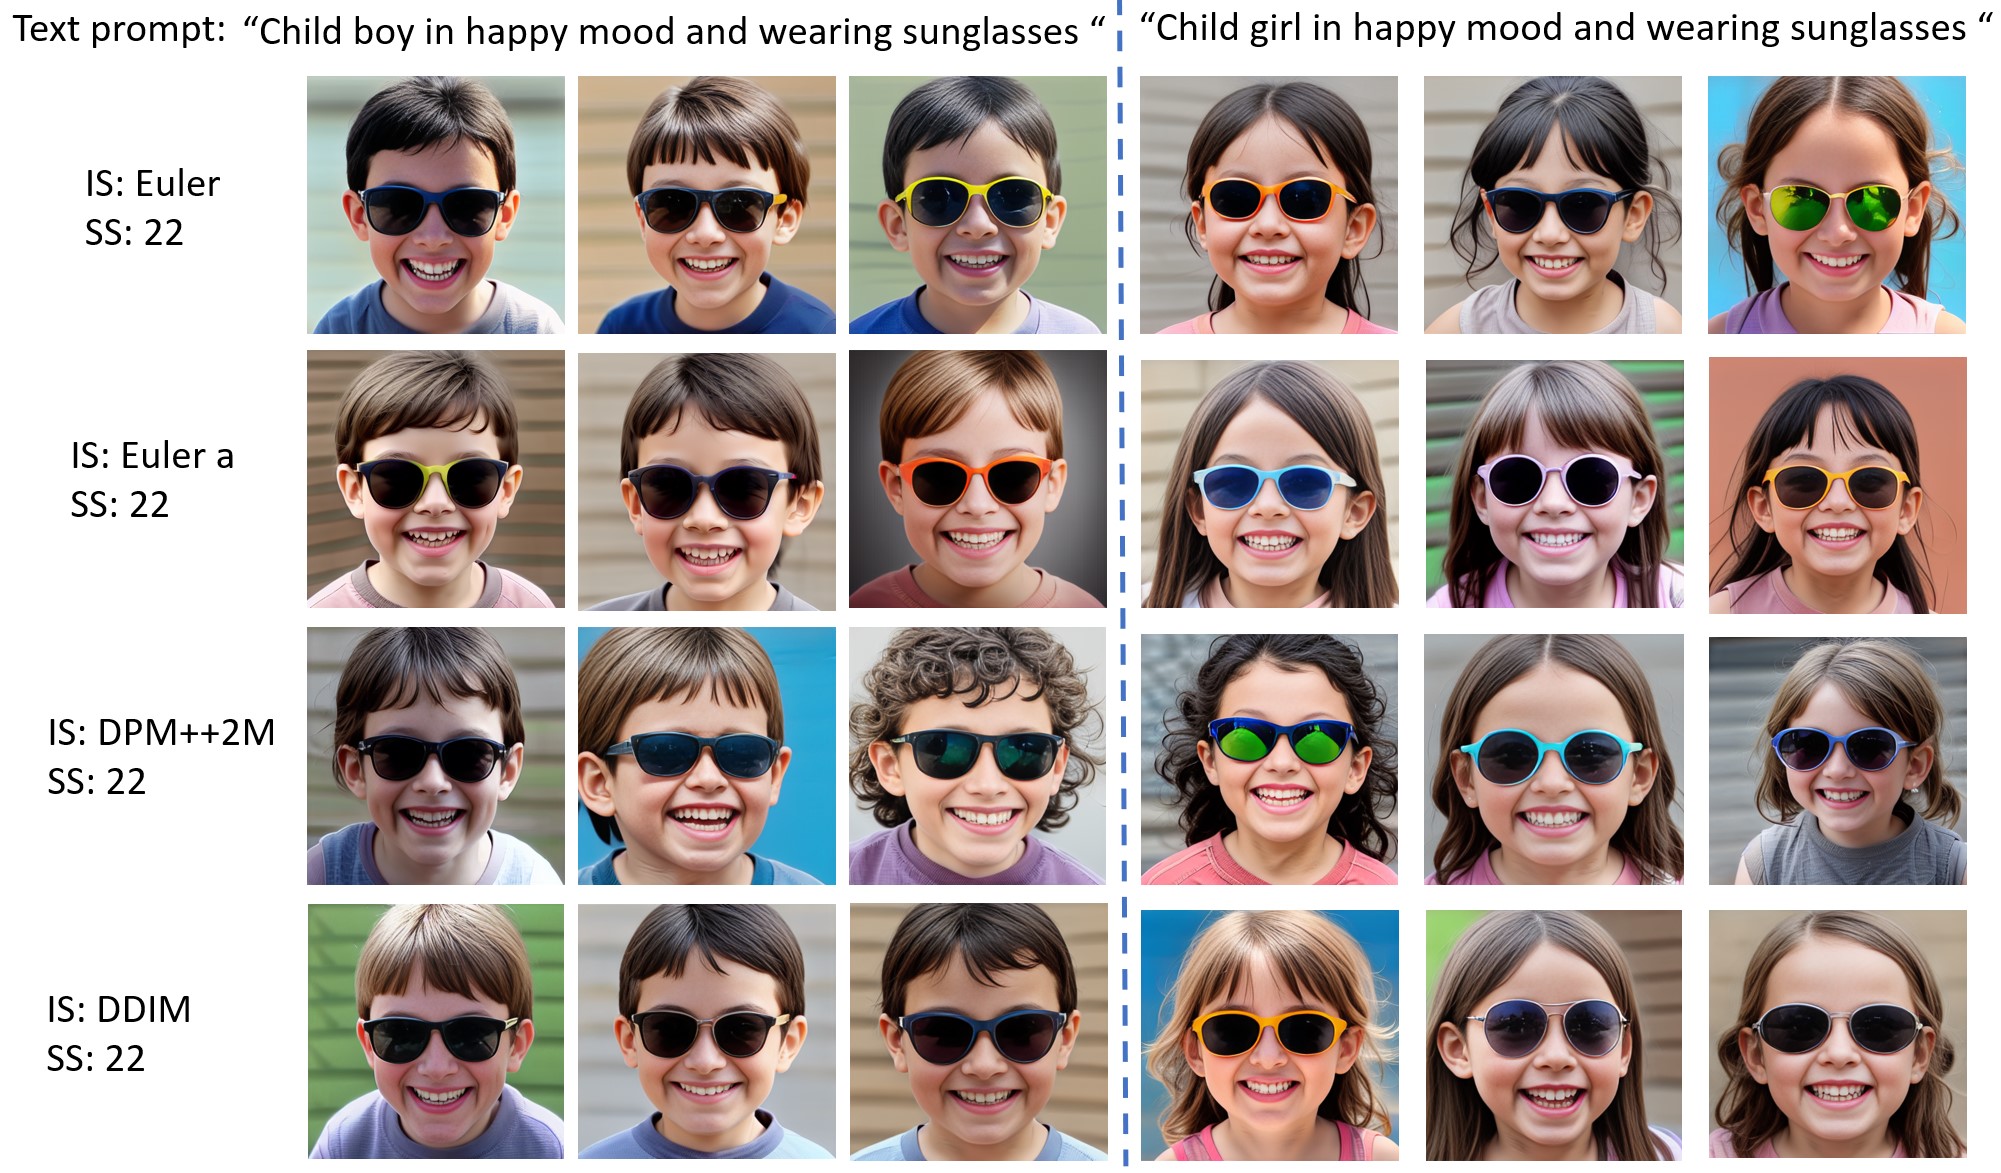 Text prompt: “Child boy in happy mood and wearing sunglasses “
“Child girl in happy mood and wearing sunglasses “
IS: Euler
SS: 22
IS: Euler a
SS: 22
IS: DPM++2M
SS: 22
IS: DDIM
SS: 22